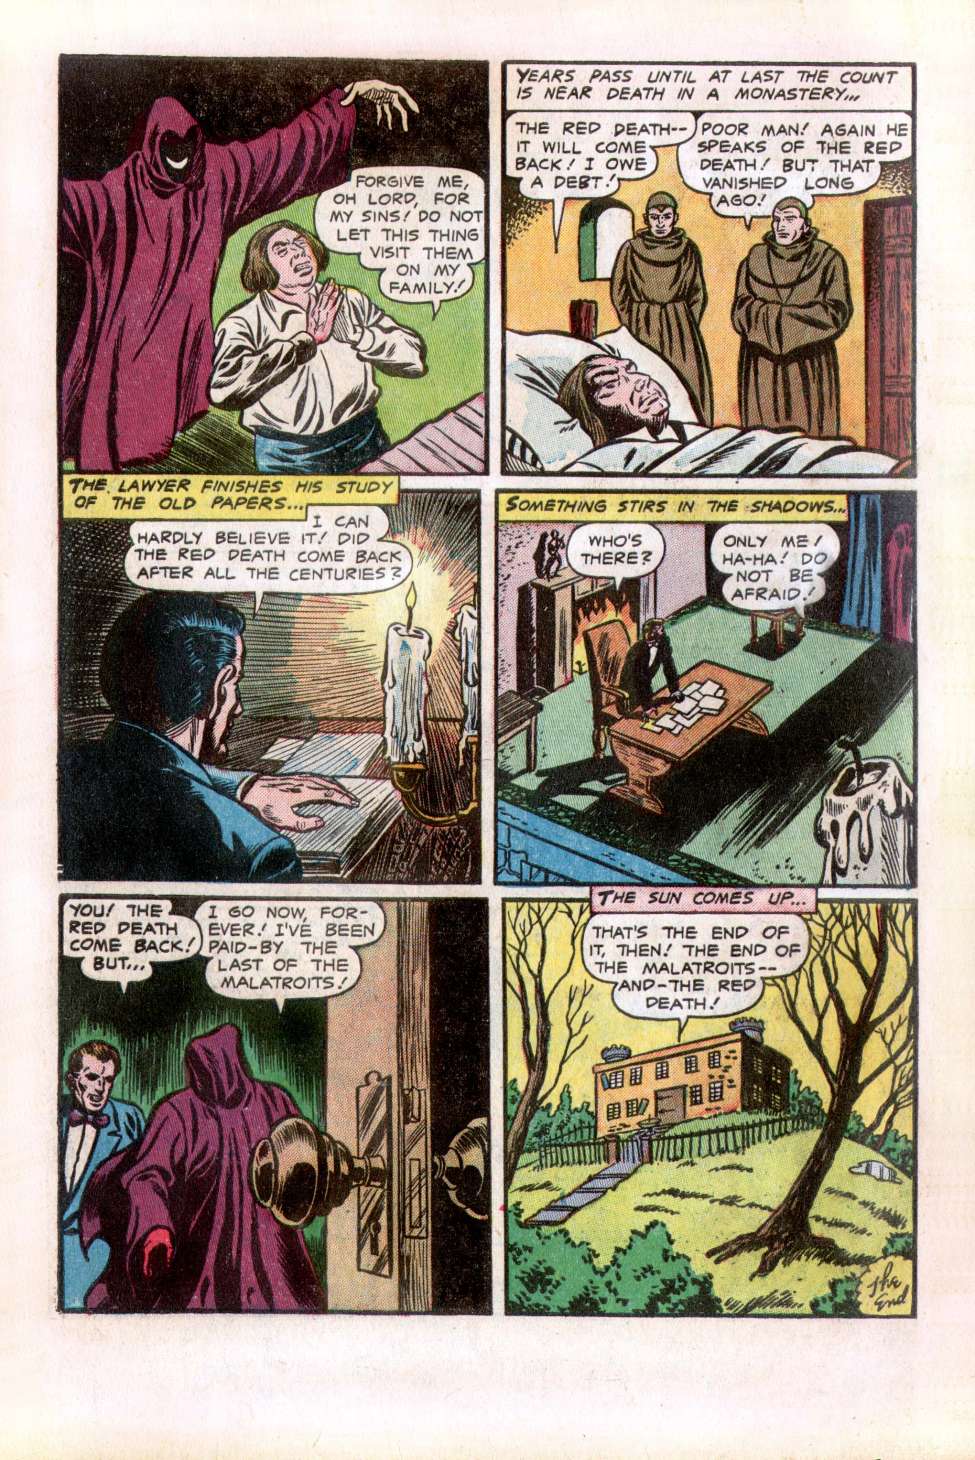 FORGIVE ME,
OH LORD, FOR
MY SINS! DO NOT
LET THIS THING
VISIT THEM
ON MY
FAMILY!
YEARS PASS UNTIL AT LAST THE COUNT
IS NEAR DEATH IN A MONASTERY...
THE RED DEATH--
IT WILL COME
BACK! I OWE
A DEBT!
POOR MAN! AGAIN HE
SPEAKS OF THE RED
DEATH! BUT THAT
VANISHED LONG
AGO!
THE LAWYER FINISHES HIS STUDY
OF THE OLD PAPERS...
I CAN
HARDLY BELIEVE IT! DID
THE RED DEATH COME BACK
AFTER ALL THE CENTURIES?
SOMETHING STIRS IN THE SHADOWS...
WHO'S
THERE?
ONLY ME!
HA-HA! DO
NOT BE
AFRAID!
YOU! THE
RED DEATH
COME BACK!
BUT...
I GO NOW, FOR-
EVER! I'VE BEEN
PAID-BY THE
LAST OF THE
MALATROITS!
THE SUN COMES UP...
THAT'S THE END OF
IT, THEN! THE END OF
THE MALATROITS--
AND-THE RED
DEATH!
The
End